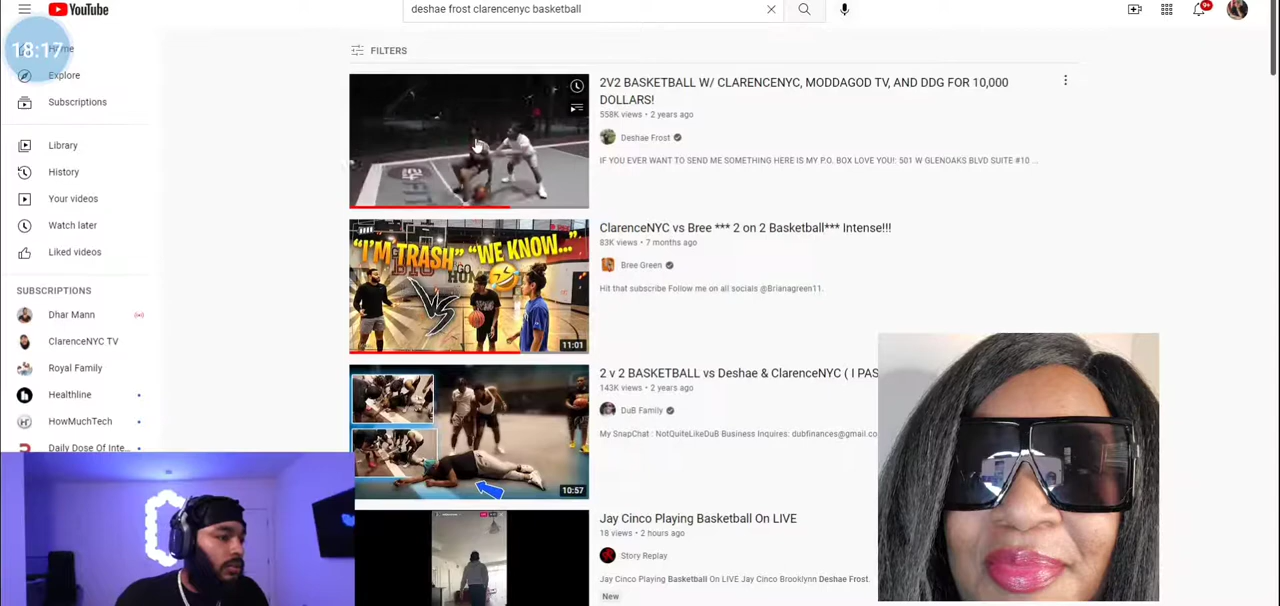 YouTube
deshae frost clarencenyc basketball
9+
18:17
Home
Explore
Subscriptions
Library
History
Your videos
Watch later
Liked videos
SUBSCRIPTIONS
Dhar Mann
ClarenceNYC TV
Royal Family
Healthline
HowMuchTech
Daily Dose Of Inte...
FILTERS
2V2 BASKETBALL W/ CLARENCENYC, MODDAGOD TV, AND DDG FOR 10,000
DOLLARS!
558K views • 2 years ago
Deshae Frost
IF YOU EVER WANT TO SEND ME SOMETHING HERE IS MY P.O. BOX LOVE YOU!: 501 W GLENOAKS BLVD SUITE #10 ...
"I'M TRASH" "WE KNOW..."
VS
11:01
ClarenceNYC vs Bree *** 2 on 2 Basketball*** Intense!!!
83K views • 7 months ago
Bree Green
Hit that subscribe Follow me on all socials @Brianagreen11.
10:57
2 v 2 BASKETBALL vs Deshae & ClarenceNYC ( I PAS
143K views • 2 years ago
DuB Family
My SnapChat : NotQuifeLikeDuB Business Inquires: dubfinances@gmail.co
Jay Cinco Playing Basketball On LIVE
18 views • 2 hours ago
Story Replay
Jay Cinco Playing Basketball On LIVE Jay Cinco Brooklynn Deshae Frost.
New